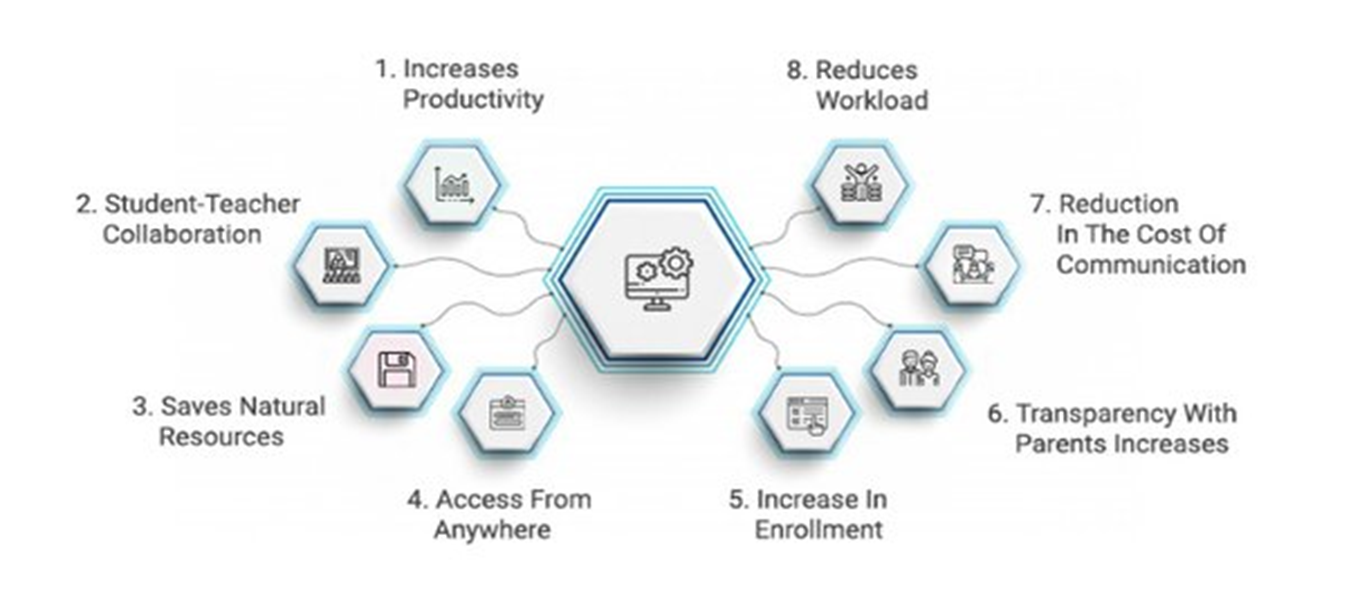 1. Increases
Productivity
2. Student-Teacher
Collaboration
3. Saves Natural
Resources
4. Access From
Anywhere
5. Increase In
Enrollment
6. Transparency With
Parents Increases
7. Reduction
In The Cost Of
Communication
8. Reduces
Workload